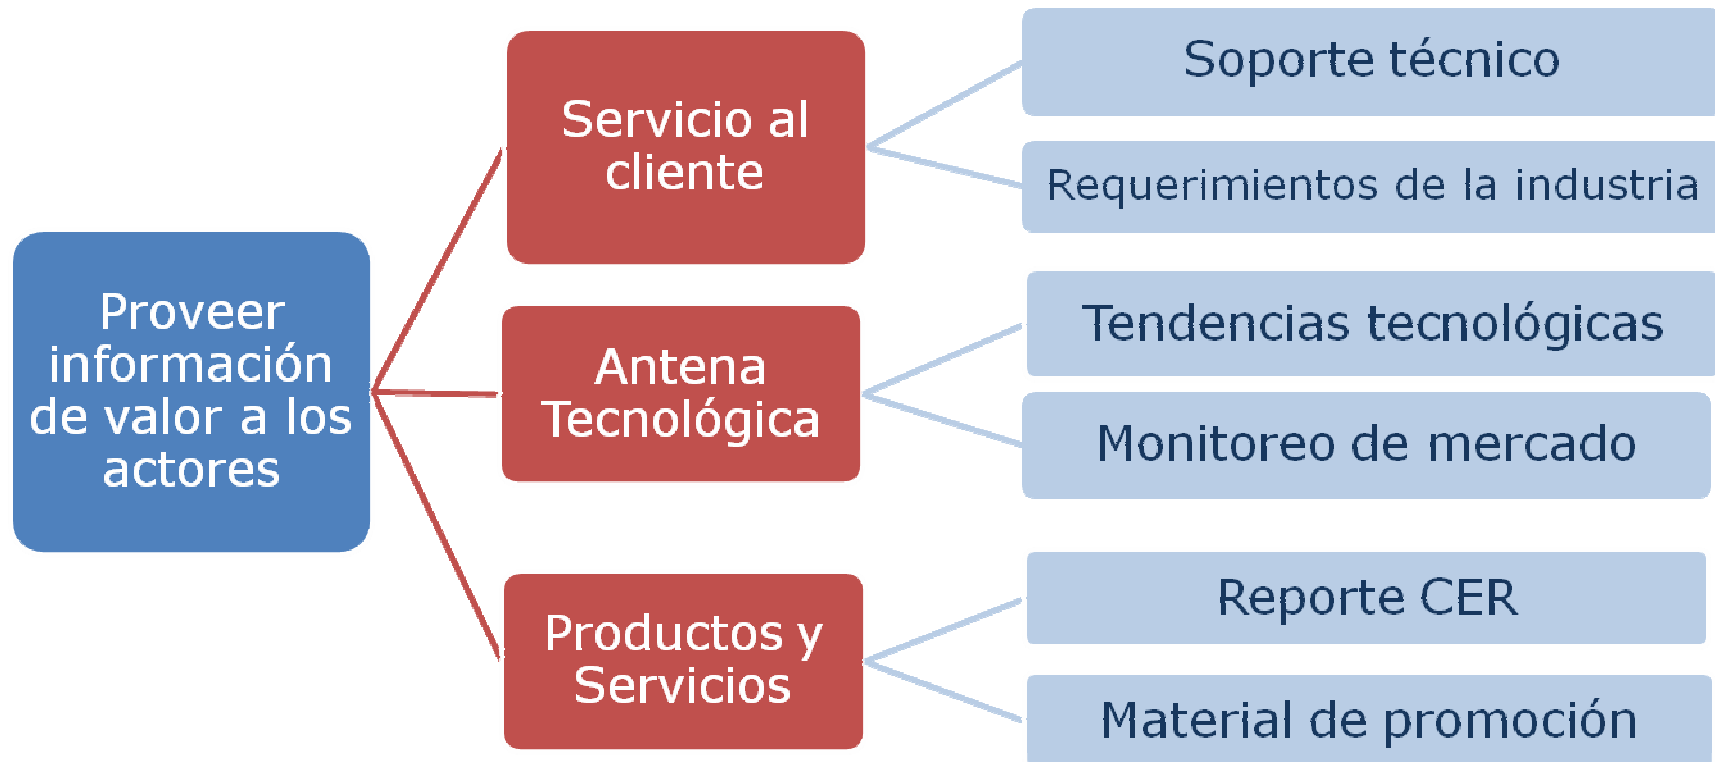 Proveer
información
de valor a los
actores
Servicio al
cliente
Soporte técnico
Requerimientos de la industria
Antena
Tecnológica
Tendencias tecnológicas
Monitoreo de mercado
Productos y
Servicios
Reporte CER
Material de promoción